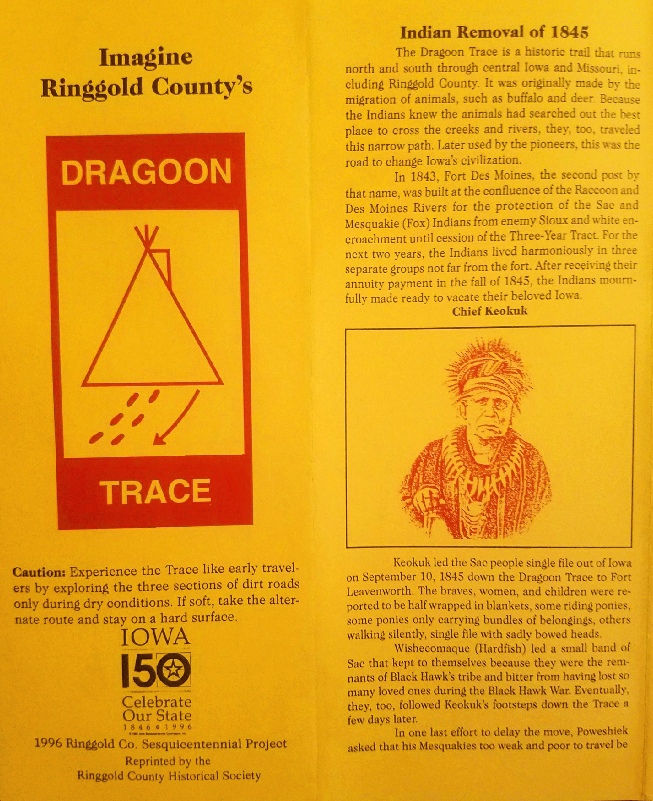 Imagine
Ringgold County's
DRAGOON
TRACE
Caution: Experience the Trace like early travel-
ers by exploring the three sections of dirt roads
only during dry conditions. If soft, take the alter-
nate route and stay on a hard surface.
IOWA
150
Celebrate
Our State
1846 • 1996
1996 Ringgold Co. Sesquicentennial Project
Reprinted by the
Ringgold County Historical Society
Indian Removal of 1845
The Dragoon Trace is a historic trail that runs
north and south through central Iowa and Missouri, in-
cluding Ringgold County. It was originally made by the
migration of animals, such as buffalo and deer. Because
the Indians knew the animals had searched out the best
place to cross the creeks and rivers, they, too, traveled
this narrow path. Later used by the pioneers, this was the
road to change Iowa's civilization.
In 1843, Fort Des Moines, the second post by
that name, was built at the confluence of the Raccoon and
Des Moines Rivers for the protection of the Sac and
Mesquakie (Fox) Indians from enemy Sioux and white en-
croachment until cession of the Three-Year Tract. For the
next two years, the Indians lived harmoniously in three
separate groups not far from the fort. After receiving their
annuity payment in the fall of 1845, the Indians mourn-
fully made ready to vacate their beloved Iowa.
Chief Keokuk
Keokuk led the Sac people single file out of Iowa
on September 10, 1845 down the Dragoon Trace to Fort
Leavenworth. The braves, women, and children were re-
ported to be half wrapped in blankets, some riding ponies,
some ponies only carrying bundles of belongings, others
walking silently, single file with sadly bowed heads.
Wishecomaque (Hardfish) led a small band of
Sac that kept to themselves because they were the rem-
nants of Black Hawk's tribe and bitter from having lost so
many loved ones during the Black Hawk War. Eventually,
they, too, followed Keokuk's footsteps down the Trace a
few days later.
In one last effort to delay the move, Poweshiek
asked that his Mesquakies too weak and poor to travel be